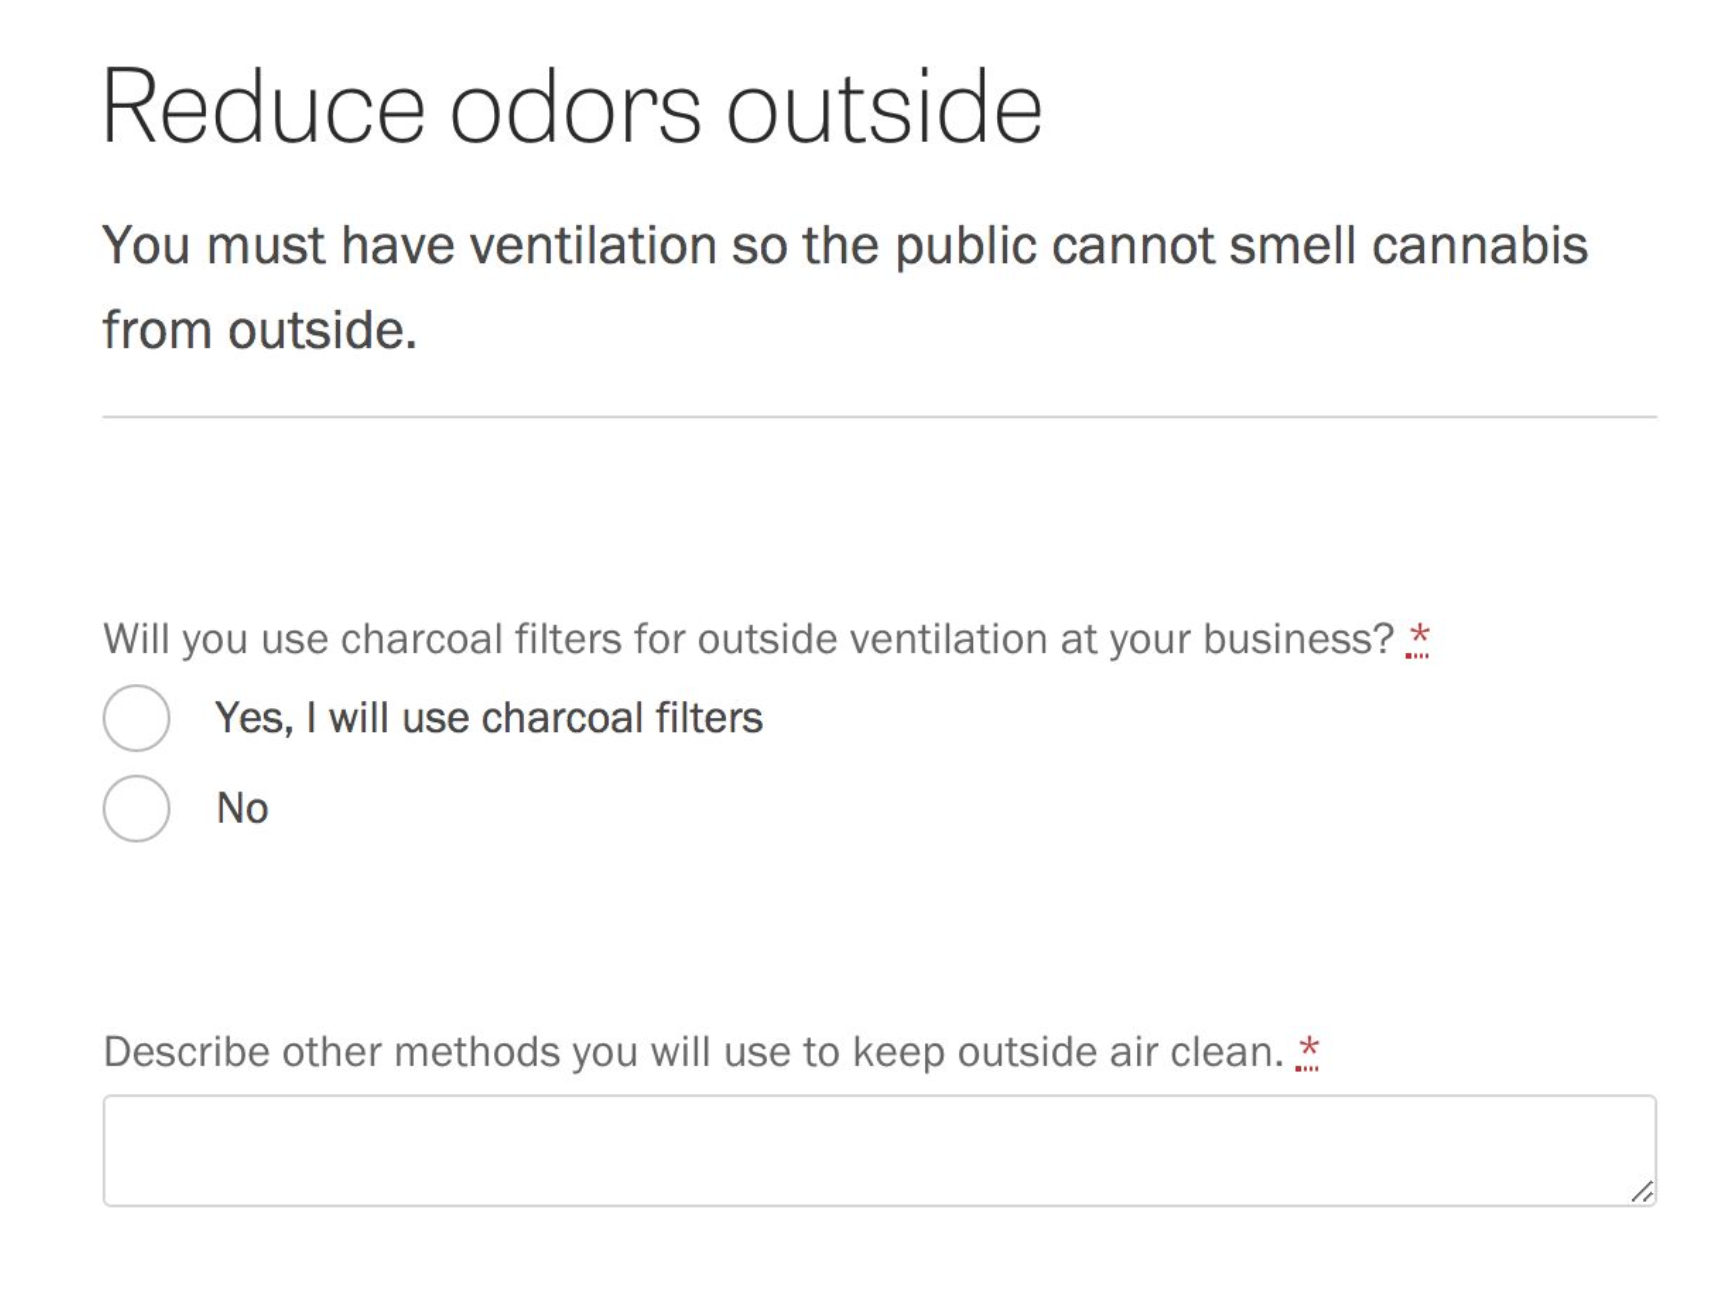 Reduce odors outside
You must have ventilation so the public cannot smell cannabis
from outside.
Will you use charcoal filters for outside ventilation at your business? *
Yes, I will use charcoal filters
No
Describe other methods you will use to keep outside air clean. *